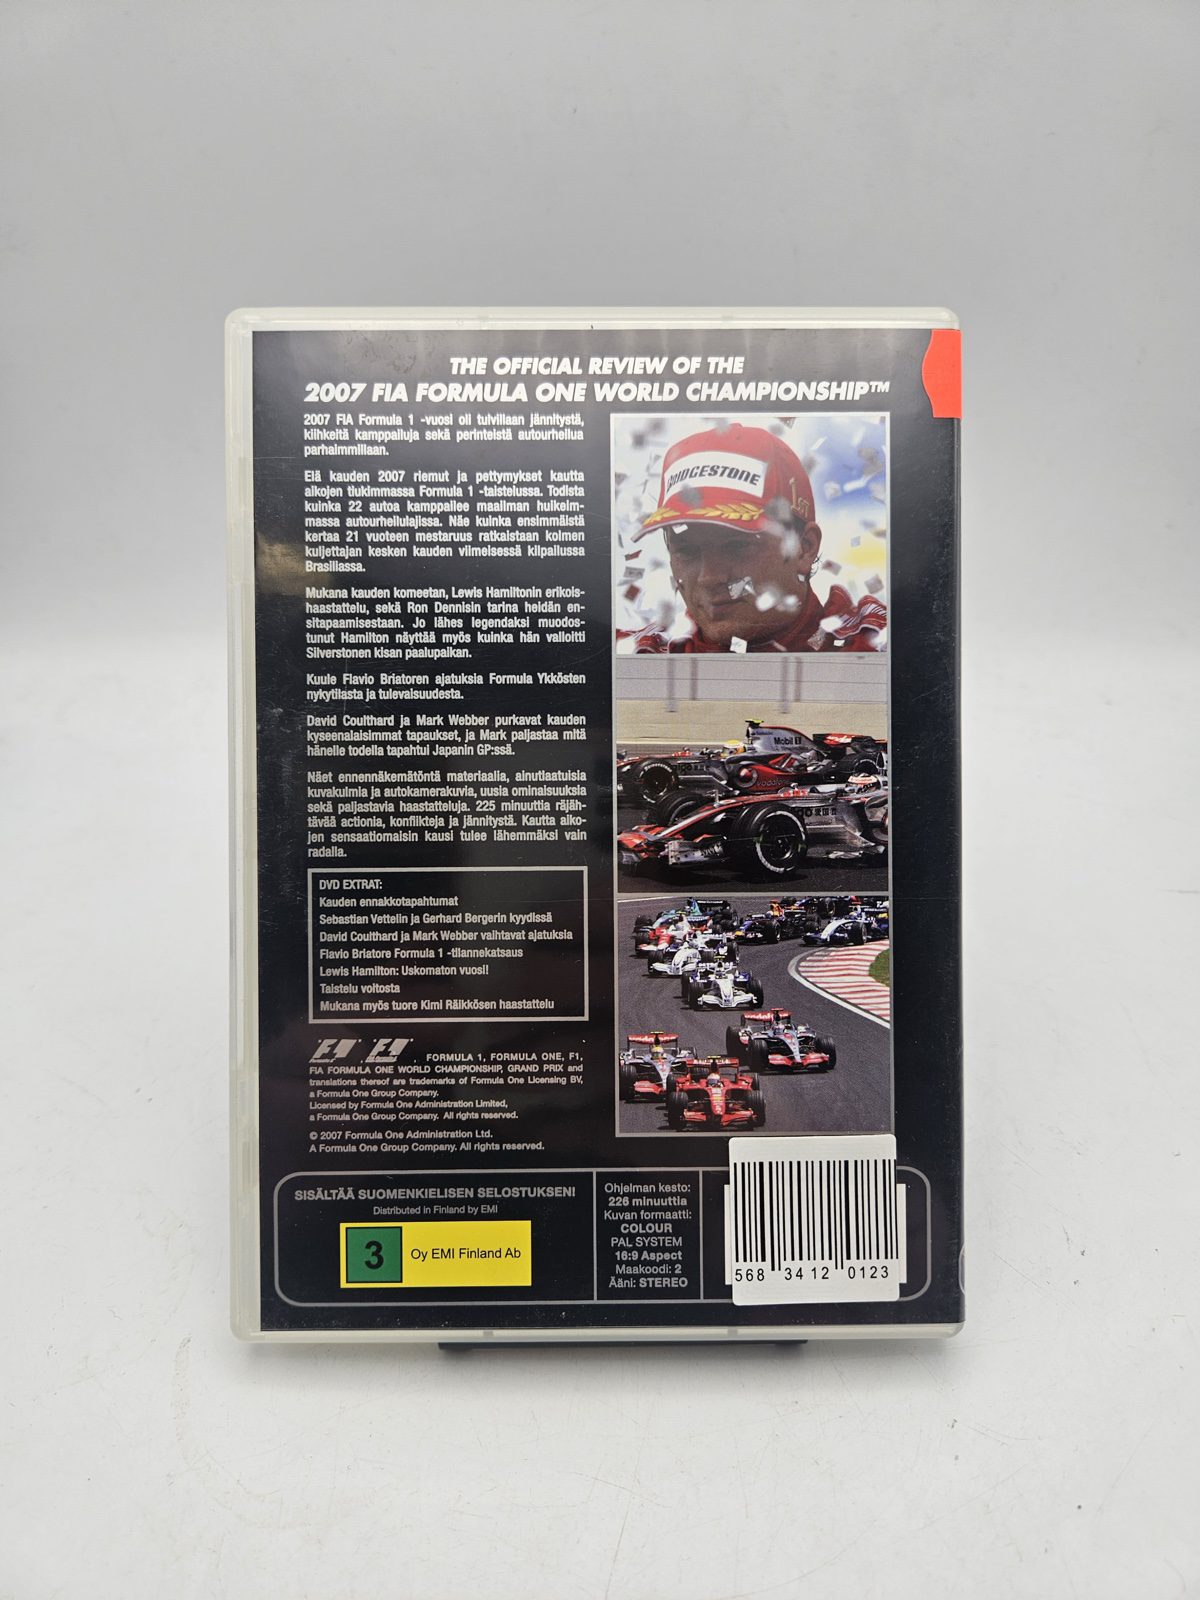 THE OFFICIAL REVIEW OF THE
2007 FIA FORMULA ONE WORLD CHAMPIONSHIP™
2007 FIA Formula 1 -vuosi oli tulvillaan jännitystä,
kiihkeitä kamppailuja sekä perinteistä autourheilua
parhaimmillaan.
Elä kauden 2007 riemut ja pettymykset kautta
aikojen tiukimmassa Formula 1 -taistelussa. Todista
kuinka 22 autoa kamppailee maailman huikeim-
massa autourheilulajissa. Näe kuinka ensimmäistä
kertaa 21 vuoteen mestaruus ratkaistaan kolmen
kuljettajan kesken kauden viimeisessä kilpailussa
Brasiliassa.
Mukana kauden komeetan, Lewis Hamiltonin erikois-
haastattelu, sekä Ron Dennisin tarina heidän en-
sitapaamisestaan. Jo lähes legendaksi muodos-
tunut Hamilton näyttää myös kuinka hän valloitti
Silverstonen kisan paalupaikan.
Kuule Flavio Briatoren ajatuksia Formula Ykkösten
nykytilasta ja tulevaisuudesta.
David Coulthard ja Mark Webber purkavat kauden
kyseenalaisimmat tapaukset, ja Mark paljastaa mitä
hänelle todella tapahtui Japanin GP:ssä.
Näet ennennäkemätöntä materiaalia, ainutlaatuisia
kuvakulmia ja autokamerakuvia, uusia ominaisuuksia
sekä paljastavia haastatteluja. 225 minuuttia räjäh-
tävää actionia, konflikteja ja jännitystä. Kautta aiko-
jen sensaatiomaisin kausi tulee lähemmäksi vain
radalla.
DVD EXTRAT:
Kauden ennakkotapahtumat
Sebastian Vettelin ja Gerhard Bergerin kyydissä
David Coulthard ja Mark Webber vaihtavat ajatuksia
Flavio Briatore Formula 1 -tilannekatsaus
Lewis Hamilton: Uskomaton vuosi!
Taistelu voitosta
Mukana myös tuore Kimi Räikkösen haastattelu
BRIDGESTONE
1st
Mobil 1
vodafone
F1 , F1 , FORMULA 1, FORMULA ONE, F1,
FIA FORMULA ONE WORLD CHAMPIONSHIP, GRAND PRIX and
translations thereof are trademarks of Formula One Licensing BV,
a Formula One Group Company.
Licensed by Formula One Administration Limited,
a Formula One Group Company. All rights reserved.
© 2007 Formula One Administration Ltd.
A Formula One Group Company. All rights reserved.
SISÄLTÄÄ SUOMENKIELISEN SELOSTUKSEN!
Distributed in Finland by EMI
3 Oy EMI Finland Ab
Ohjelman kesto:
226 minuuttia
Kuvan formaatti:
COLOUR
PAL SYSTEM
16:9 Aspect
Maakoodi: 2
Ääni: STEREO
568 3412 0123